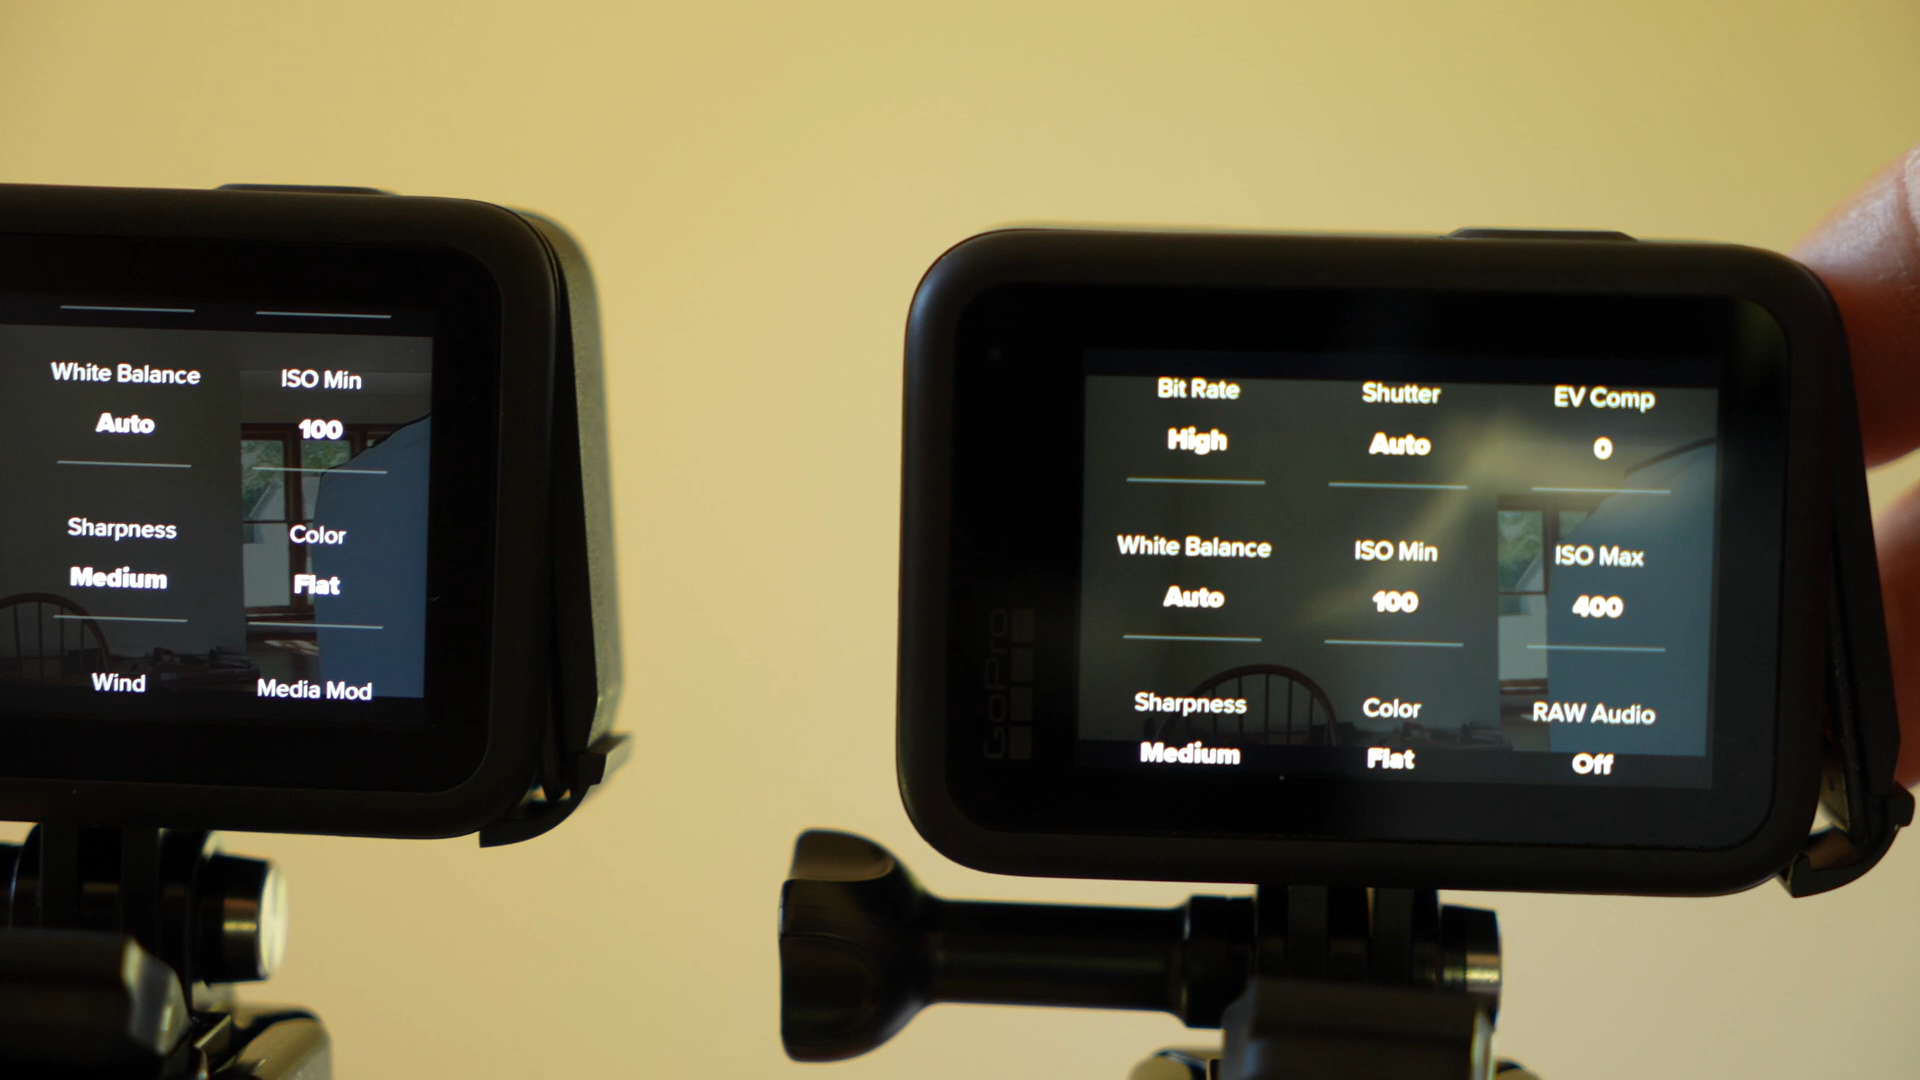 White Balance ISO Min
Auto 100
Sharpness Color
Medium Flat
Wind Media Mod
Bit Rate Shutter EV Comp
High Auto 0
White Balance ISO Min ISO Max
Auto 100 400
Sharpness Color RAW Audio
Medium Flat Off
GoPro